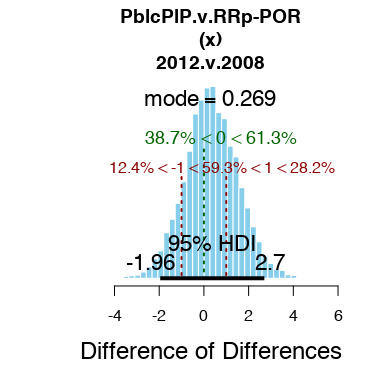 PblcPlP.v.RRp-POR
(x)
2012.v.2008
mode = 0.269
38.7% < 0 < 61.3%
12.4% < -1 < 59.3% < 1 < 28.2%
95% HDI
-1.96 2.7
-4 -2 0 2 4 6
Difference of Differences